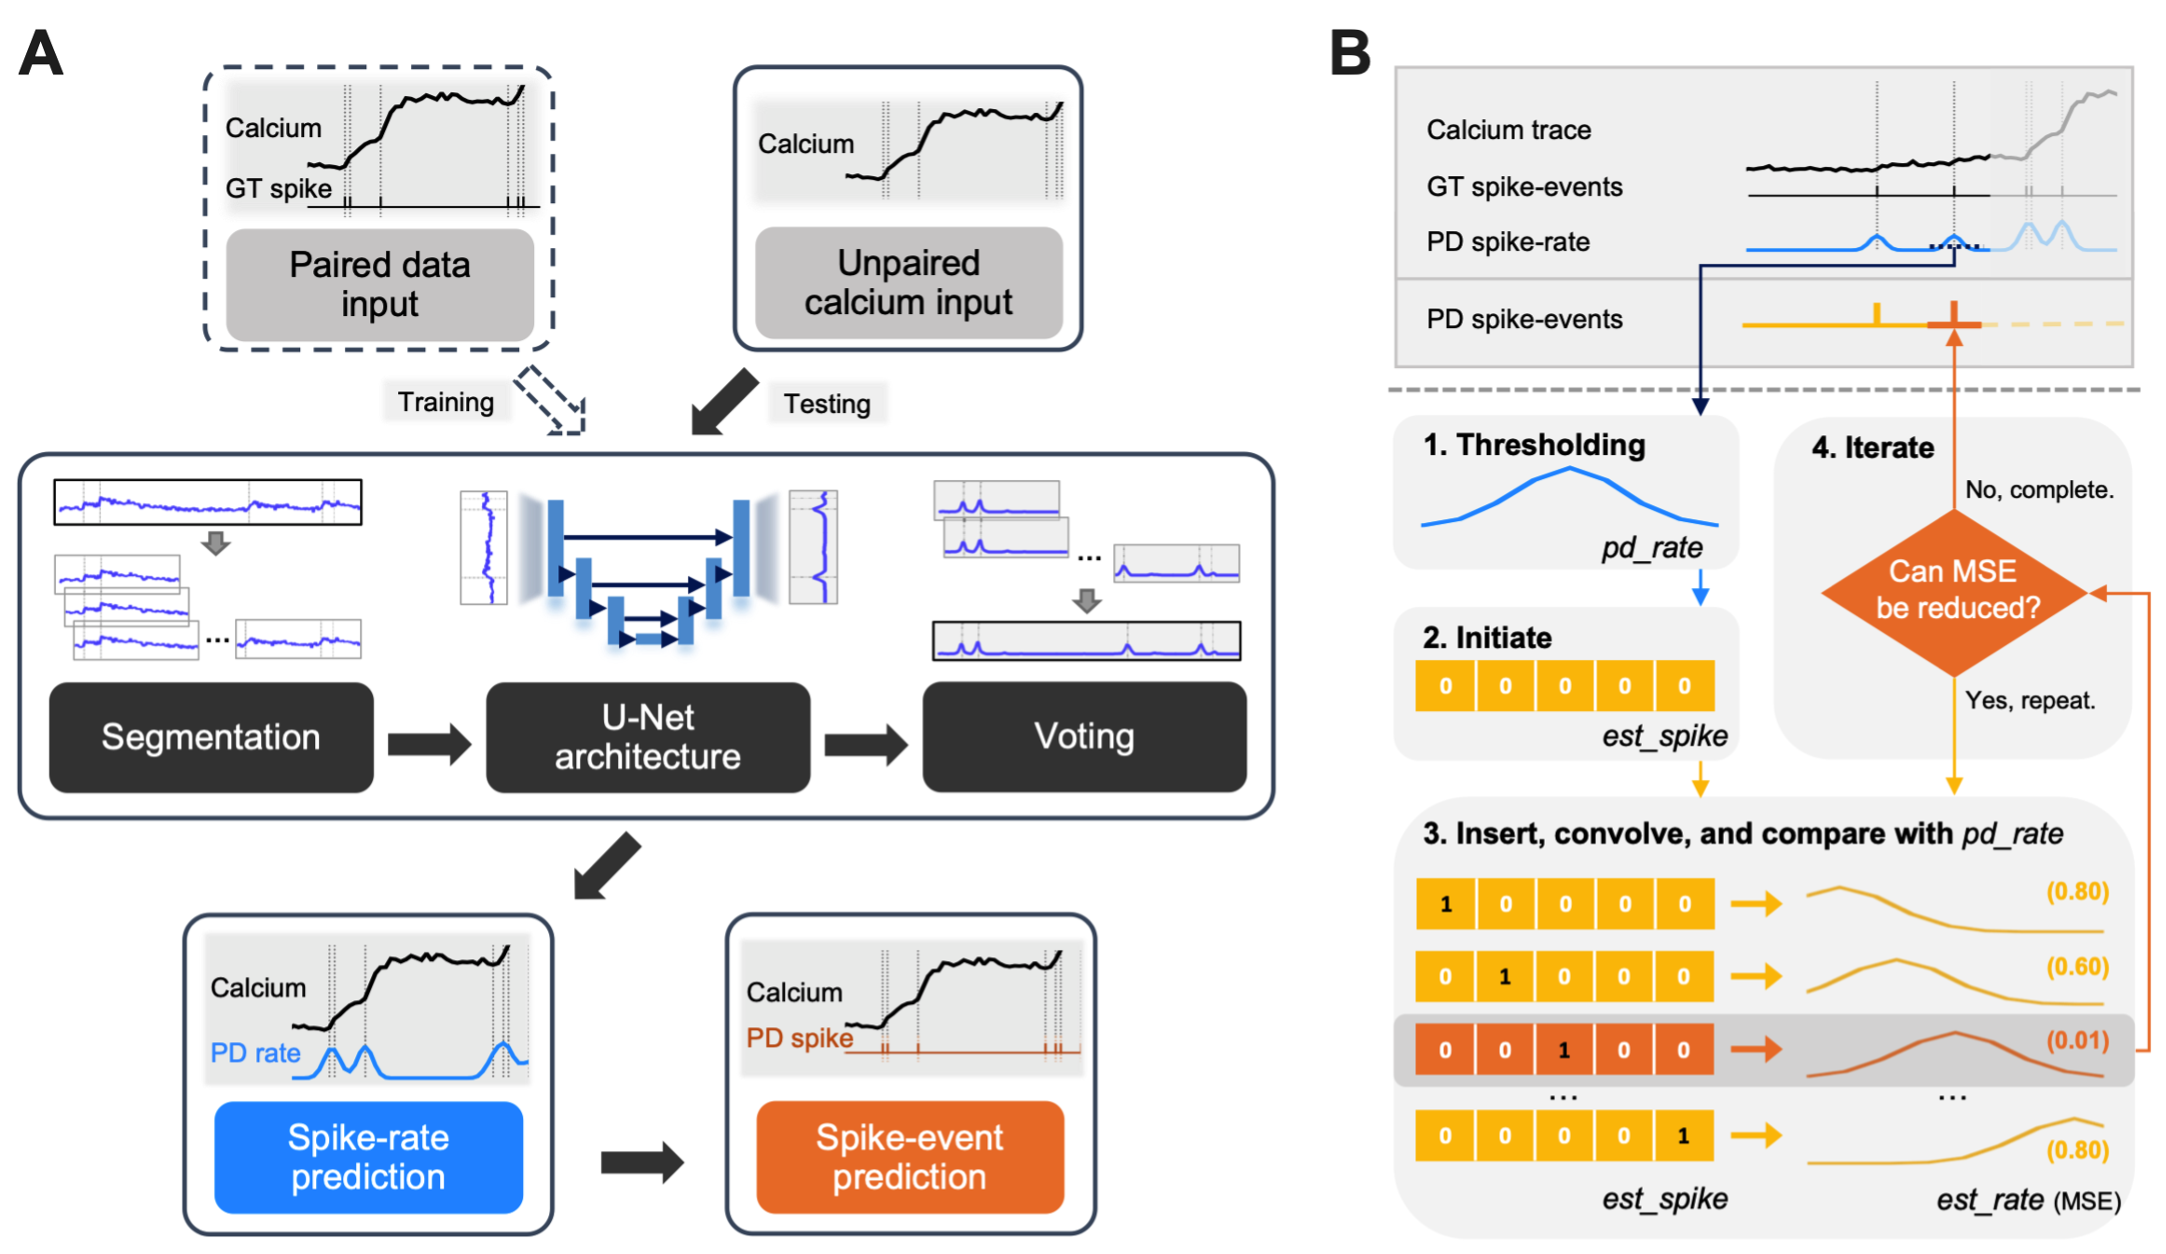 A
Calcium
GT spike
Paired data
input
Calcium
Unpaired
calcium input
Training
Testing
...
...
Segmentation
U-Net
architecture
Voting
Calcium
PD rate
Spike-rate
prediction
Calcium
PD spike
Spike-event
prediction
B
Calcium trace
GT spike-events
PD spike-rate
PD spike-events
1. Thresholding
pd_rate
2. Initiate
0 0 0 0 0
est_spike
4. Iterate
No, complete.
Can MSE
be reduced?
Yes, repeat.
3. Insert, convolve, and compare with pd_rate
1 0 0 0 0 (0.80)
0 1 0 0 0 (0.60)
0 0 1 0 0 (0.01)
... ...
0 0 0 0 1 (0.80)
est_spike est_rate (MSE)